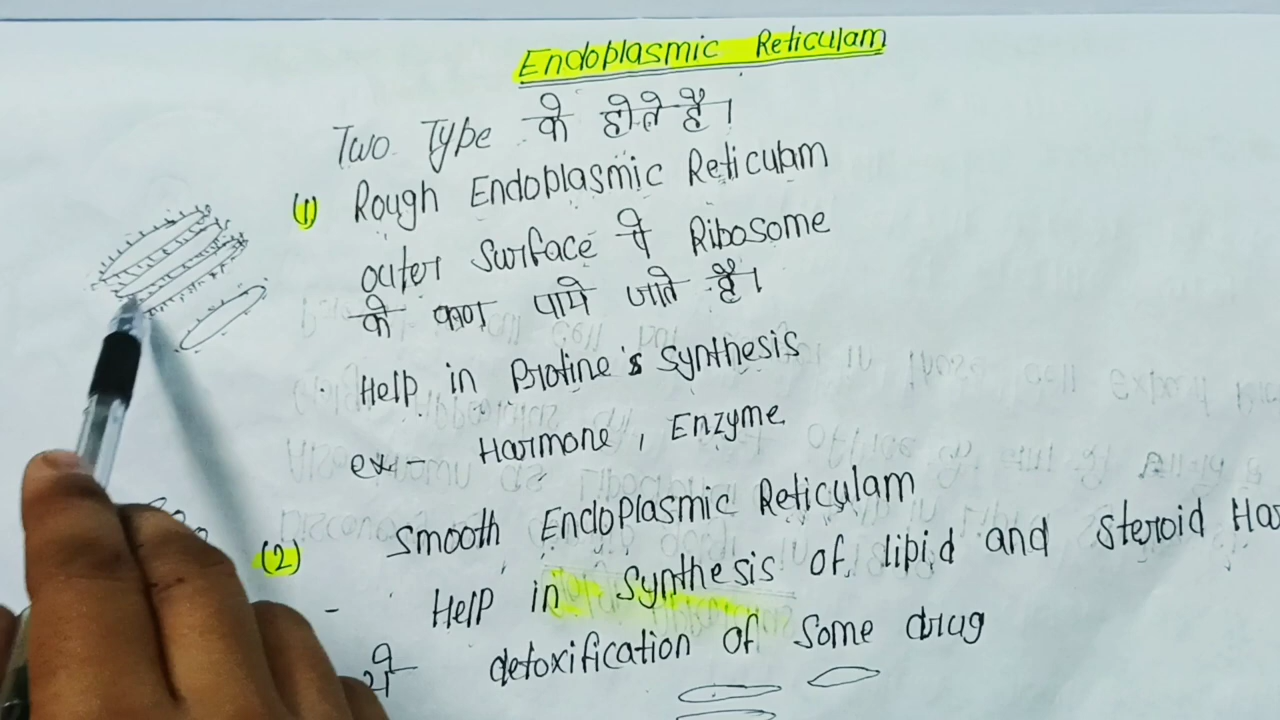 Endoplasmic Reticulam
Two Type के होते है।
(1) Rough Endoplasmic Reticulam
outer Surface पे Ribosome
के कण पाये जाते है।
Help in Protine's Synthesis
ex- Harmone, Enzyme
(2) Smooth Endoplasmic Reticulam
- Help in Synthesis of lipid and Steroid Har
detoxification of Some drug